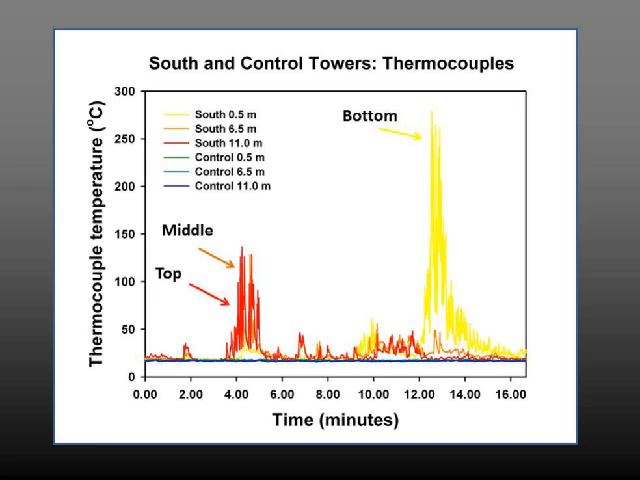 South and Control Towers: Thermocouples
Thermocouple temperature (°C)
300
250
200
150
100
50
0
South 0.5 m
South 6.5 m
South 11.0 m
Control 0.5 m
Control 6.5 m
Control 11.0 m
Bottom
Middle
Top
0.00 2.00 4.00 6.00 8.00 10.00 12.00 14.00 16.00
Time (minutes)